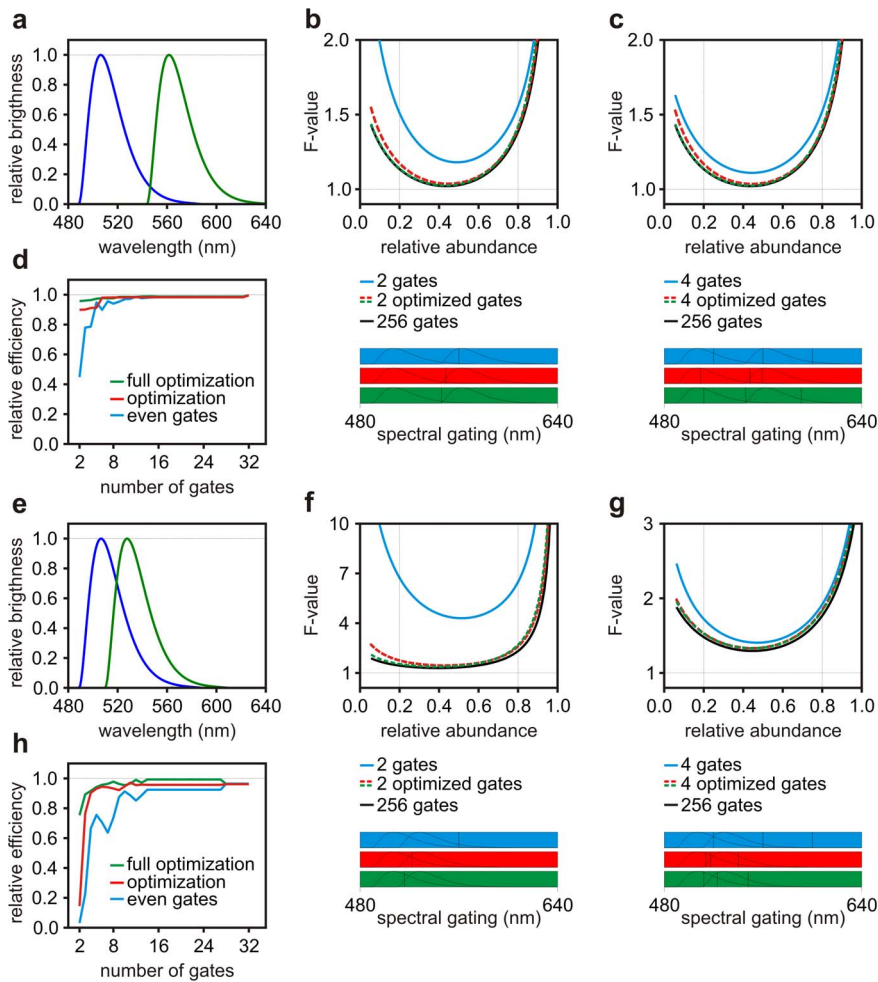 a
relative brigthness
1.0
0.8
0.6
0.4
0.2
0.0
480 520 560 600 640
wavelength (nm)
b
F-value
2.0
1.5
1.0
0.0 0.2 0.4 0.6 0.8 1.0
relative abundance
2 gates
2 optimized gates
256 gates
480 640
spectral gating (nm)
c
F-value
2.0
1.5
1.0
0.0 0.2 0.4 0.6 0.8 1.0
relative abundance
4 gates
4 optimized gates
256 gates
480 640
spectral gating (nm)
d
relative efficiency
1.0
0.8
0.6
0.4
0.2
0.0
full optimization
optimization
even gates
2 8 16 24 32
number of gates
e
relative brigthness
1.0
0.8
0.6
0.4
0.2
0.0
480 520 560 600 640
wavelength (nm)
f
F-value
10
7
4
1
0.0 0.2 0.4 0.6 0.8 1.0
relative abundance
2 gates
2 optimized gates
256 gates
480 640
spectral gating (nm)
g
F-value
3
2
1
0.0 0.2 0.4 0.6 0.8 1.0
relative abundance
4 gates
4 optimized gates
256 gates
480 640
spectral gating (nm)
h
relative efficiency
1.0
0.8
0.6
0.4
0.2
0.0
full optimization
optimization
even gates
2 8 16 24 32
number of gates